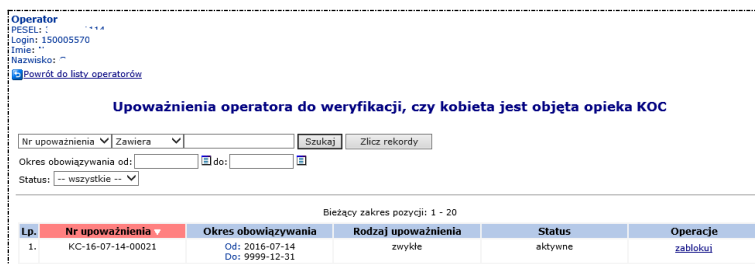 Operator
PESEL:
Login: 150005570
Imie:
Nazwisko:
Powrót do listy operatorów
Upoważnienia operatora do weryfikacji, czy kobieta jest objęta opieka KOC
Nr upoważnienia Zawiera Szukaj Zlicz rekordy
Okres obowiązywania od: do:
Status: -- wszystkie --
Bieżący zakres pozycji: 1 - 20
Lp. Nr upoważnienia Okres obowiązywania Rodzaj upoważnienia Status Operacje
1. KC-16-07-14-00021 Od: 2016-07-14 zwykłe aktywne zablokuj
Do: 9999-12-31